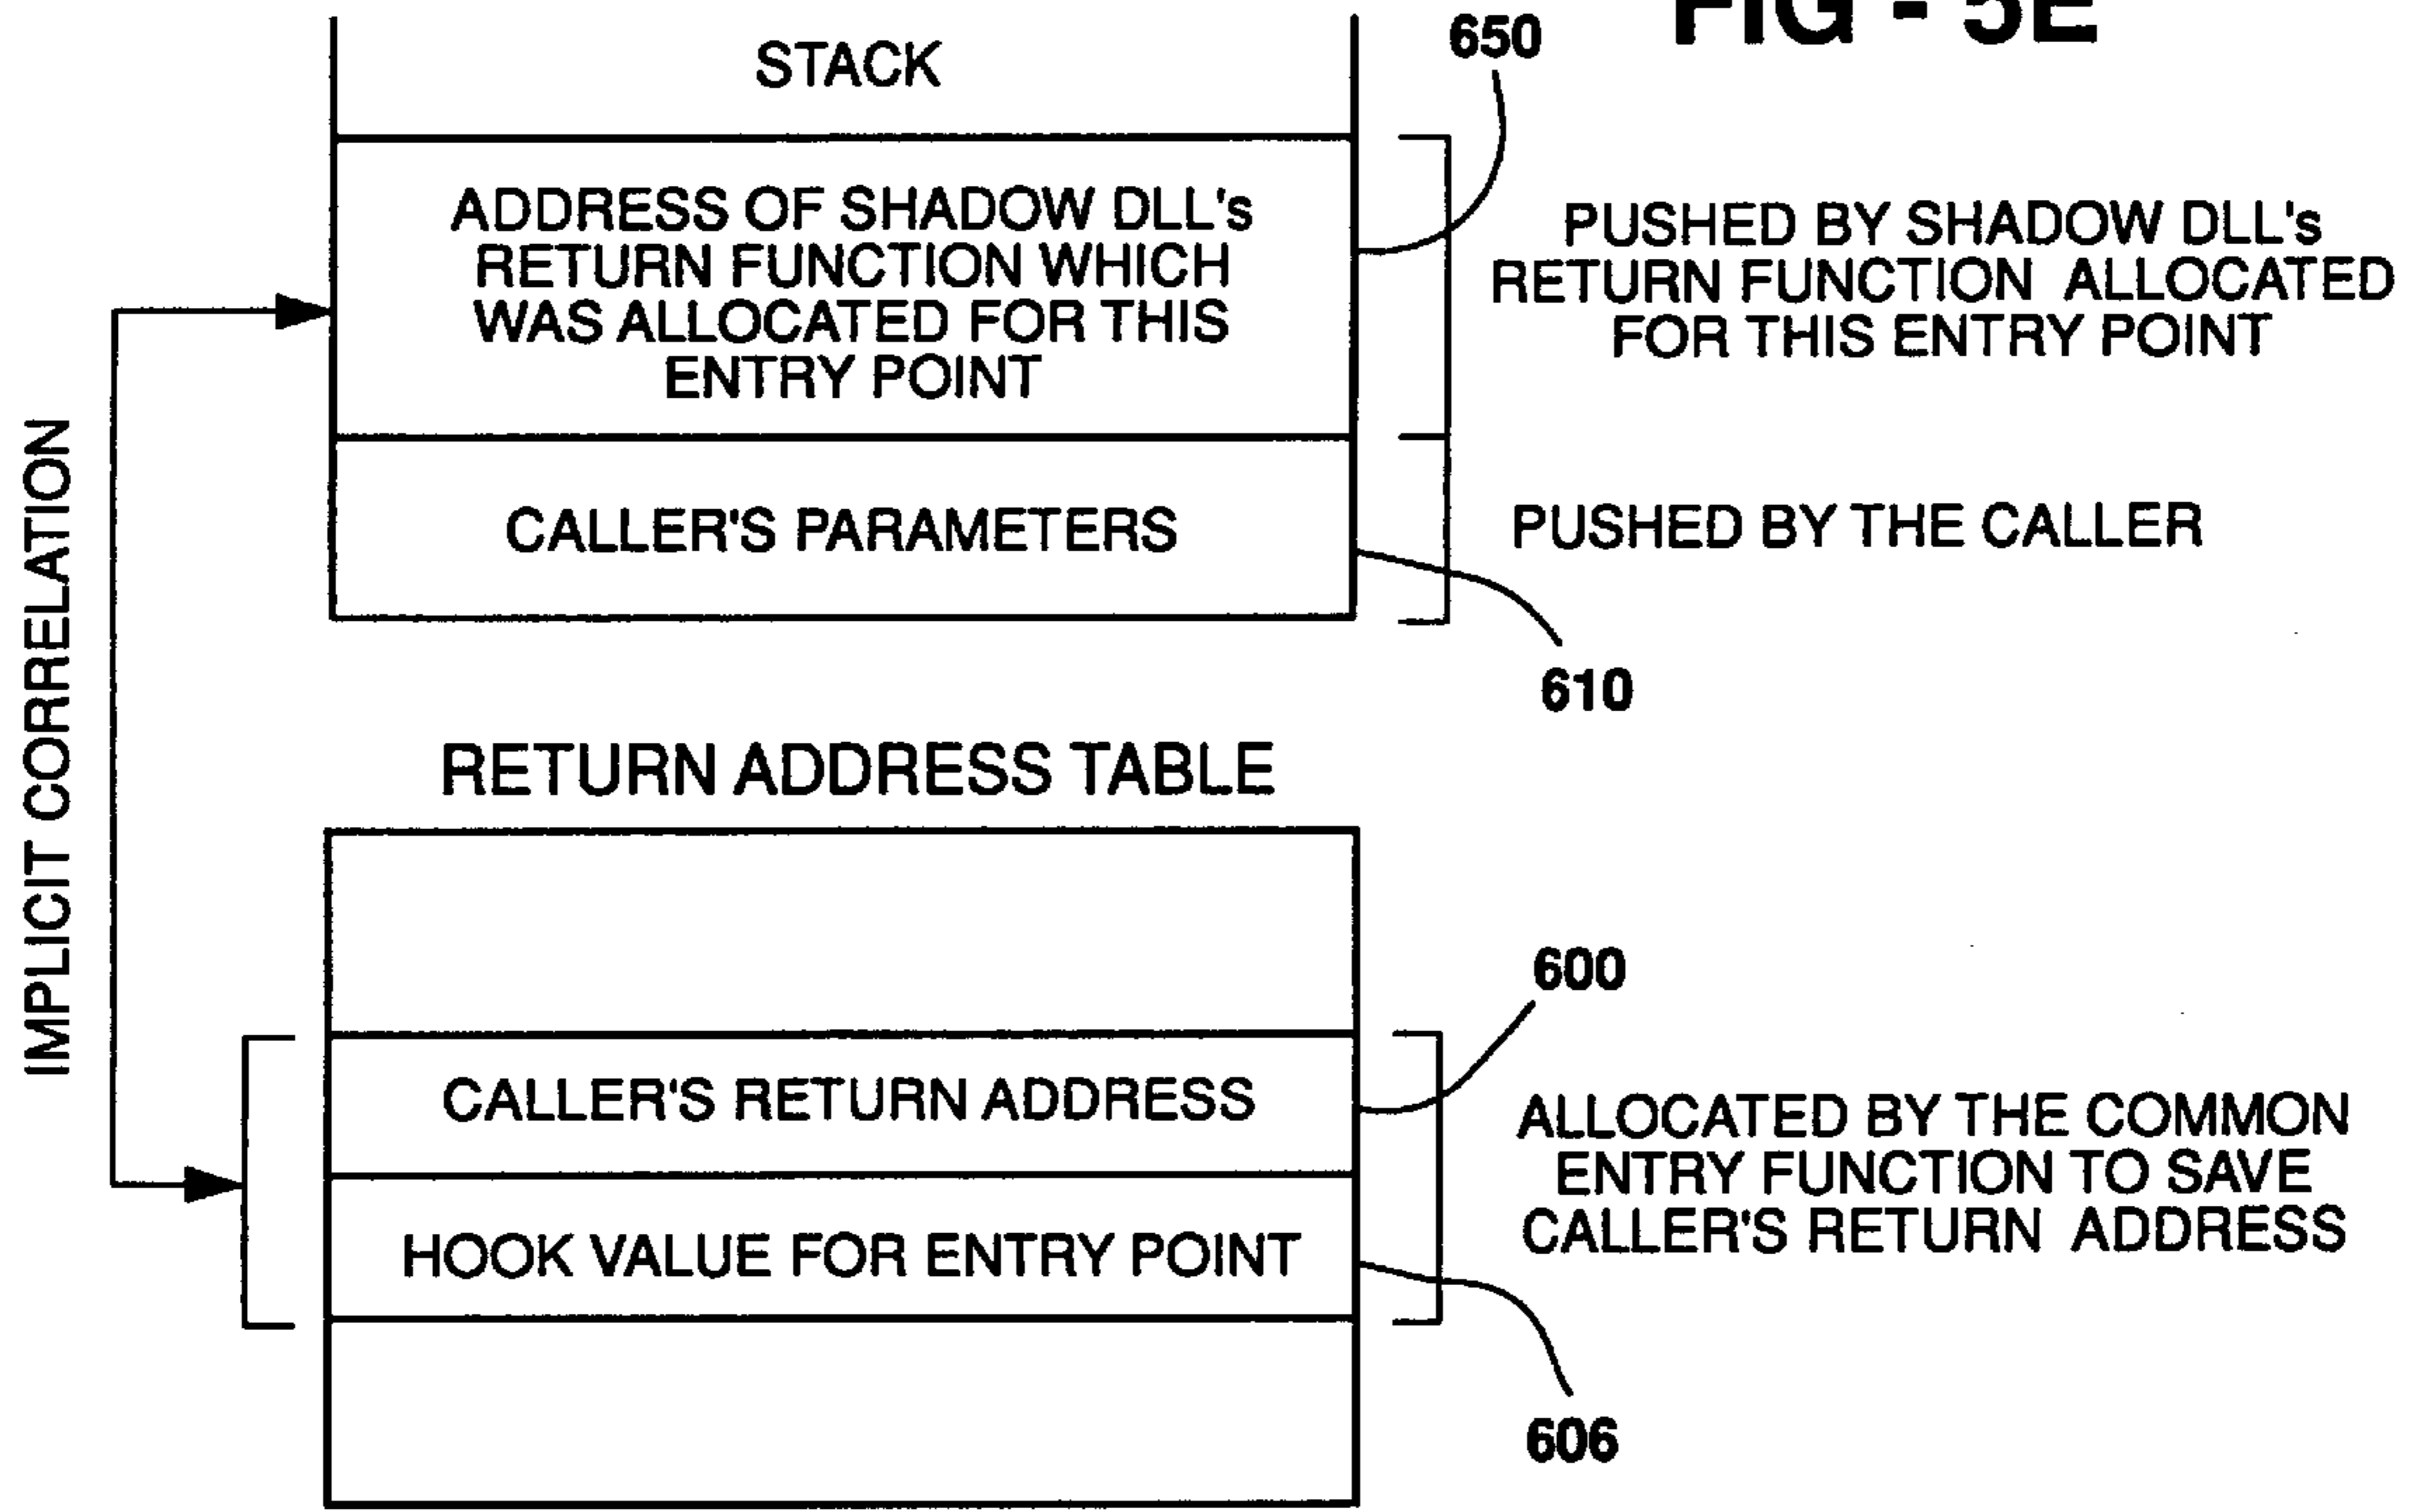 FIG - 5E
STACK
650
ADDRESS OF SHADOW DLL's
RETURN FUNCTION WHICH
WAS ALLOCATED FOR THIS
ENTRY POINT
PUSHED BY SHADOW DLL's
RETURN FUNCTION ALLOCATED
FOR THIS ENTRY POINT
CALLER'S PARAMETERS
PUSHED BY THE CALLER
610
IMPLICIT CORRELATION
RETURN ADDRESS TABLE
600
CALLER'S RETURN ADDRESS
HOOK VALUE FOR ENTRY POINT
ALLOCATED BY THE COMMON
ENTRY FUNCTION TO SAVE
CALLER'S RETURN ADDRESS
606